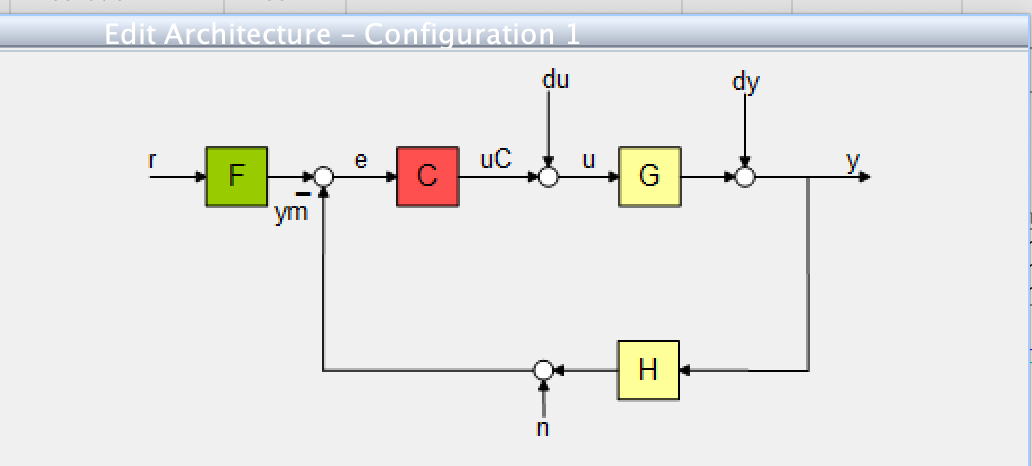 Edit Architecture – Configuration 1
du
dy
r
F
e
C
uC
u
G
y
–
ym
H
n